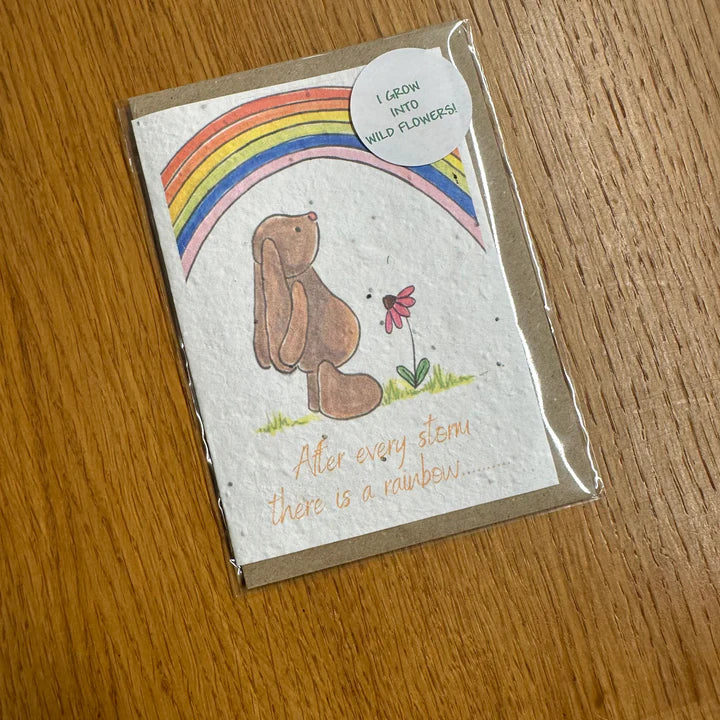 I GROW
INTO
WILD FLOWERS!
After every storm
there is a rainbow..........